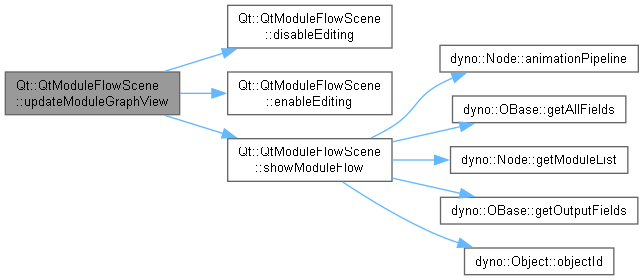 Qt::QtModuleFlowScene
::updateModuleGraphView
Qt::QtModuleFlowScene
::disableEditing
Qt::QtModuleFlowScene
::enableEditing
Qt::QtModuleFlowScene
::showModuleFlow
dyno::Node::animationPipeline
dyno::OBase::getAllFields
dyno::Node::getModuleList
dyno::OBase::getOutputFields
dyno::Object::objectId